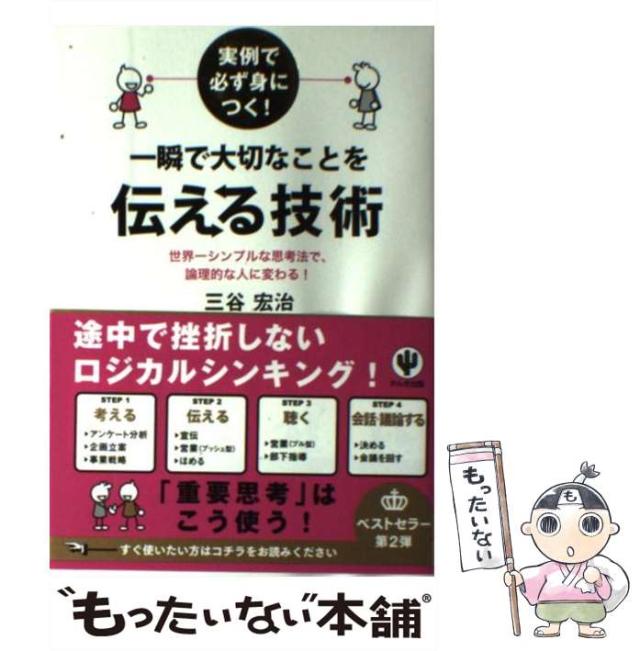 実例で
必ず身に
つく！
一瞬で大切なことを
伝える技術
世界一シンプルな思考法で、
論理的な人に変わる！
三谷 宏治
途中で挫折しない
ロジカルシンキング！
かんき出版
STEP 1
考える
▸アンケート分析
▸企画立案
▸事業戦略
STEP 2
伝える
▸宣伝
▸営業（プッシュ型）
▸ほめる
STEP 3
聴く
▸営業（プル型）
▸部下指導
STEP 4
会話・議論する
▸決める
▸会議を回す
「重要思考」は
こう使う！
ベストセラー
第2弾
すぐ使いたい方はコチラをお読みください
“もったいない”本舗®
もったいない
も